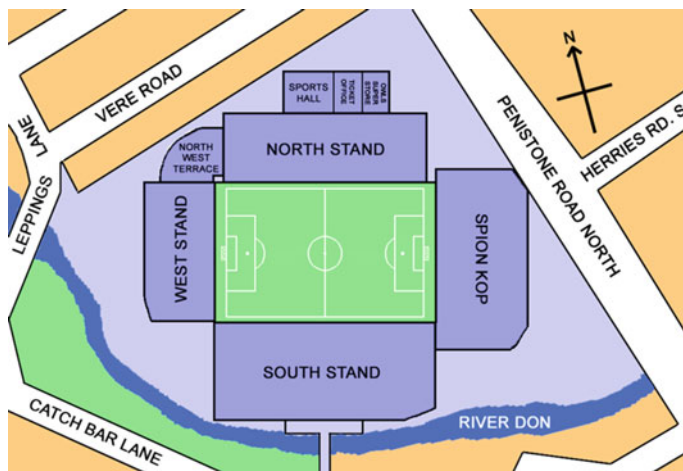 N
VERE ROAD
LEPPINGS LANE
SPORTS
HALL
TICKET
OFFICE
OWLS
SUPER
STORE
NORTH
WEST
TERRACE
NORTH STAND
PENISTONE ROAD NORTH
HERRIES RD. S
WEST STAND
SPION KOP
SOUTH STAND
CATCH BAR LANE
RIVER DON